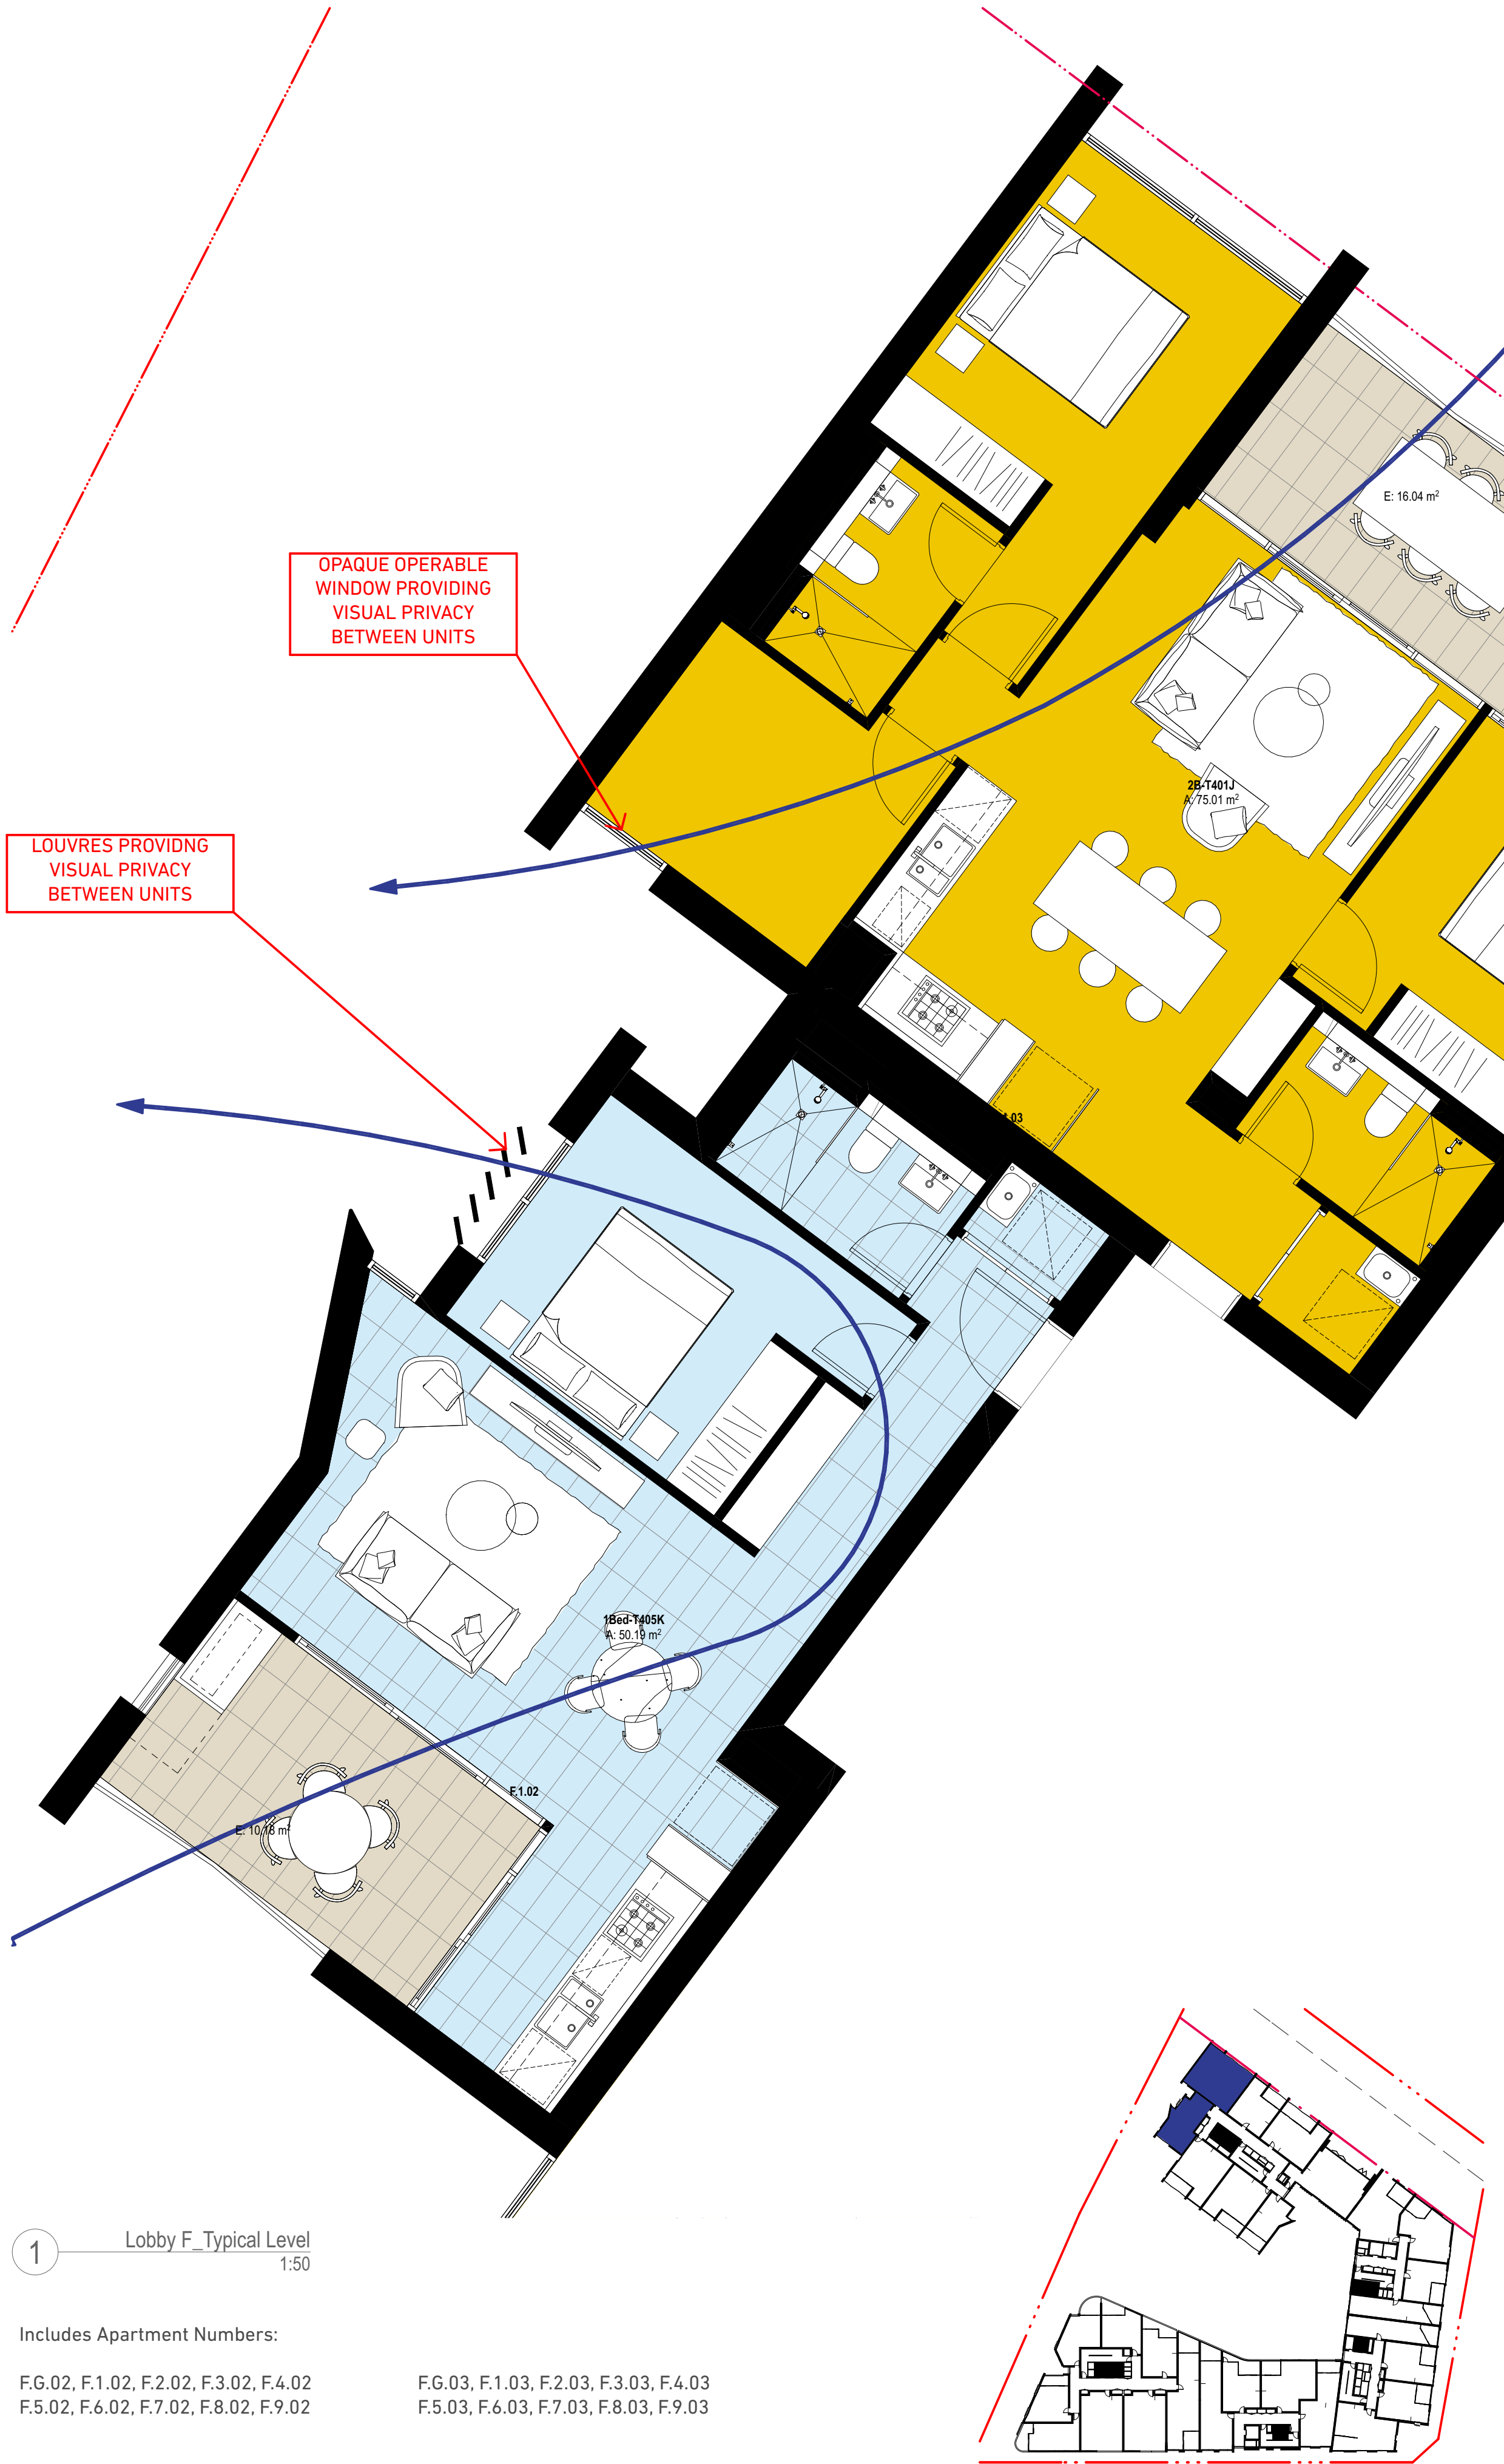 E: 16.04 m²
OPAQUE OPERABLE
WINDOW PROVIDING
VISUAL PRIVACY
BETWEEN UNITS
2B-T401J
A: 75.01 m²
LOUVRES PROVIDNG
VISUAL PRIVACY
BETWEEN UNITS
.03
1Bed-T405K
A: 50.19 m²
F.1.02
E: 10.18 m²
1
Lobby F_Typical Level
1:50
Includes Apartment Numbers:
F.G.02, F.1.02, F.2.02, F.3.02, F.4.02
F.5.02, F.6.02, F.7.02, F.8.02, F.9.02
F.G.03, F.1.03, F.2.03, F.3.03, F.4.03
F.5.03, F.6.03, F.7.03, F.8.03, F.9.03